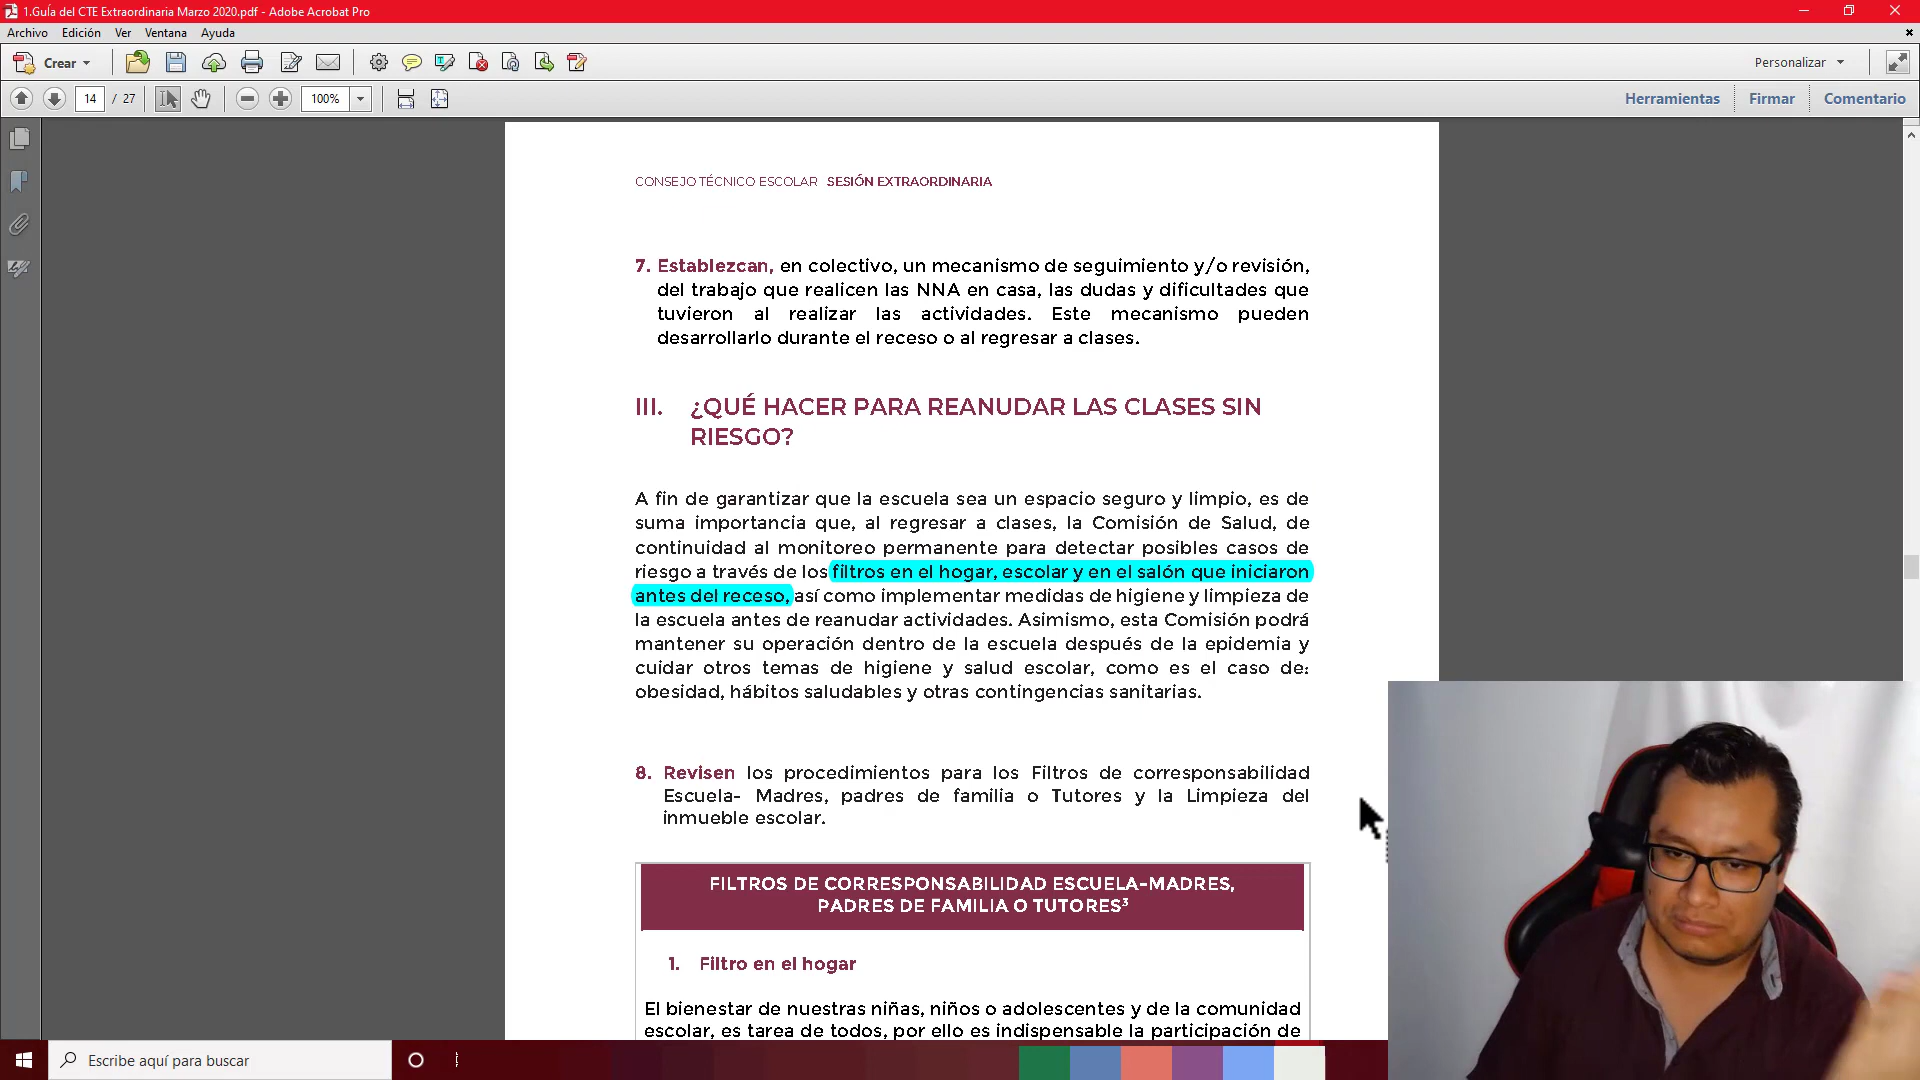 1.Guía del CTE Extraordinaria Marzo 2020.pdf - Adobe Acrobat Pro
Archivo Edición Ver Ventana Ayuda
Crear
Personalizar
14 / 27
100%
Herramientas Firmar Comentario
CONSEJO TÉCNICO ESCOLAR SESIÓN EXTRAORDINARIA
7. Establezcan, en colectivo, un mecanismo de seguimiento y/o revisión,
del trabajo que realicen las NNA en casa, las dudas y dificultades que
tuvieron al realizar las actividades. Este mecanismo pueden
desarrollarlo durante el receso o al regresar a clases.
III. ¿QUÉ HACER PARA REANUDAR LAS CLASES SIN
RIESGO?
A fin de garantizar que la escuela sea un espacio seguro y limpio, es de
suma importancia que, al regresar a clases, la Comisión de Salud, de
continuidad al monitoreo permanente para detectar posibles casos de
riesgo a través de los filtros en el hogar, escolar y en el salón que iniciaron
antes del receso, así como implementar medidas de higiene y limpieza de
la escuela antes de reanudar actividades. Asimismo, esta Comisión podrá
mantener su operación dentro de la escuela después de la epidemia y
cuidar otros temas de higiene y salud escolar, como es el caso de:
obesidad, hábitos saludables y otras contingencias sanitarias.
8. Revisen los procedimientos para los Filtros de corresponsabilidad
Escuela- Madres, padres de familia o Tutores y la Limpieza del
inmueble escolar.
FILTROS DE CORRESPONSABILIDAD ESCUELA-MADRES,
PADRES DE FAMILIA O TUTORES³
1. Filtro en el hogar
El bienestar de nuestras niñas, niños o adolescentes y de la comunidad
escolar, es tarea de todos, por ello es indispensable la participación de
Escribe aquí para buscar